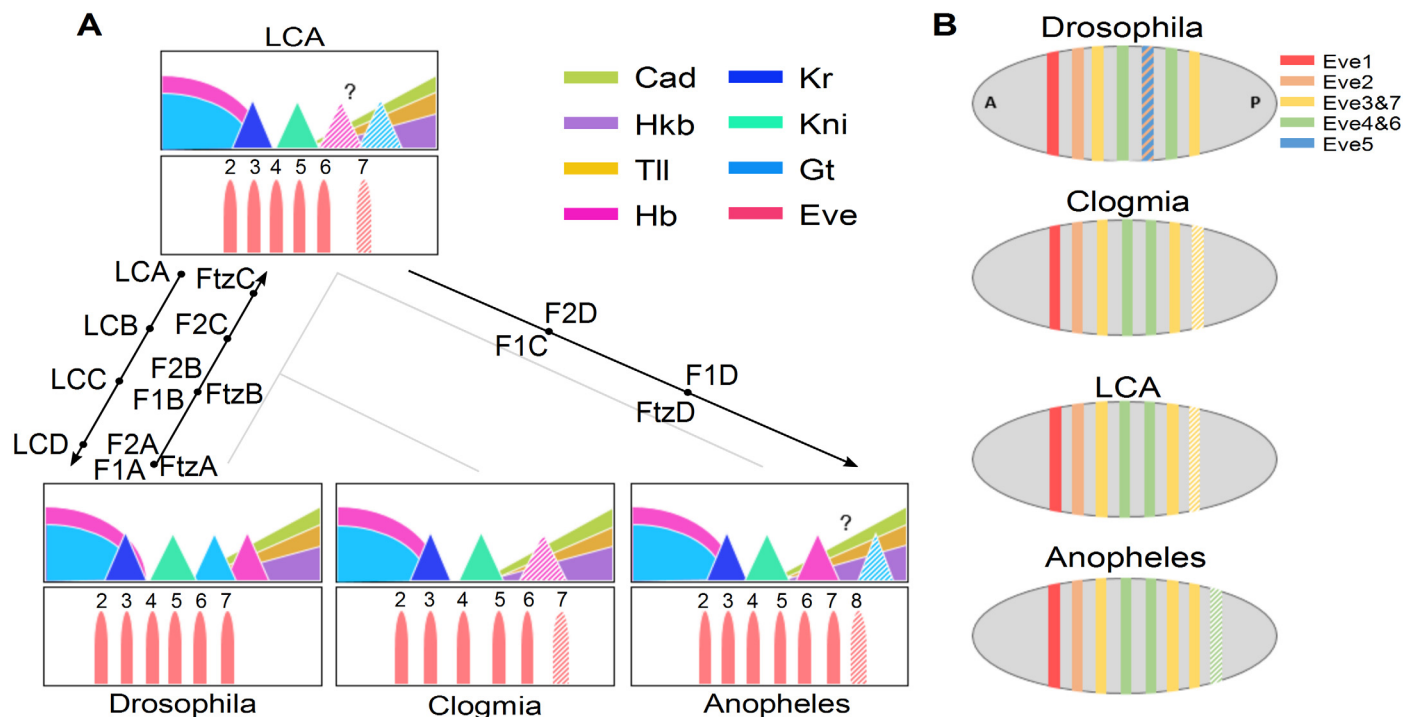 A
LCA
?
2 3 4 5 6 7
Cad
Hkb
Tll
Hb
Kr
Kni
Gt
Eve
LCA
LCB
LCC
LCD
FtzC
F2C
F2B
F1B FtzB
F2A
F1A FtzA
F2D
F1C
F1D
FtzD
2 3 4 5 6 7
Drosophila
2 3 4 5 6 7
Clogmia
?
2 3 4 5 6 7 8
Anopheles
B
Drosophila
A
P
Eve1
Eve2
Eve3&7
Eve4&6
Eve5
Clogmia
LCA
Anopheles